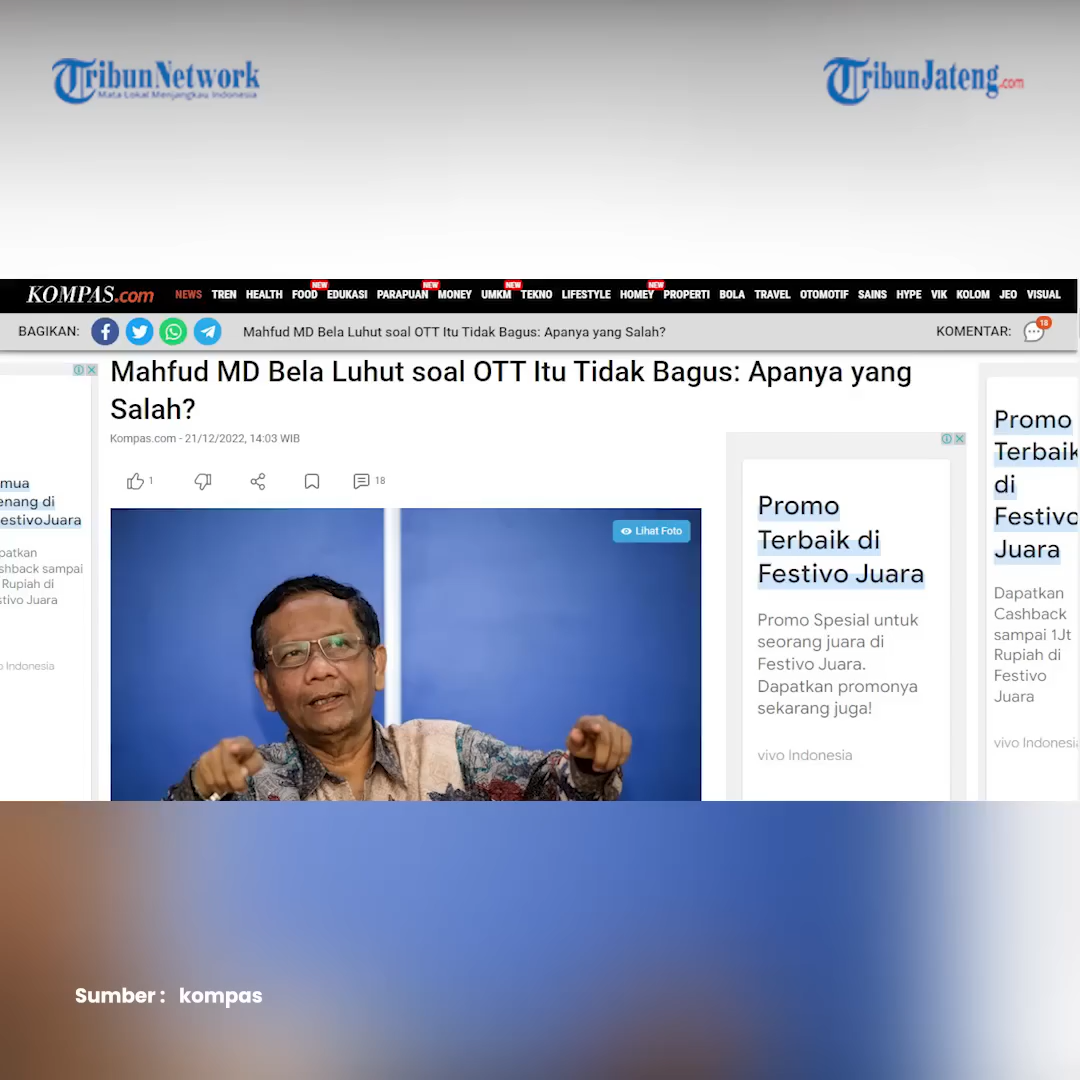 TribunNetwork
Mata Lokal Menjangkau Indonesia
TribunJateng.com
KOMPAS.com NEWS TREN HEALTH FOOD NEW EDUKASI PARAPUAN NEW MONEY UMKM NEW TEKNO LIFESTYLE HOMEY NEW PROPERTI BOLA TRAVEL OTOMOTIF SAINS HYPE VIK KOLOM JEO VISUAL
BAGIKAN: Mahfud MD Bela Luhut soal OTT Itu Tidak Bagus: Apanya yang Salah? KOMENTAR: 18
Mahfud MD Bela Luhut soal OTT Itu Tidak Bagus: Apanya yang
Salah?
Kompas.com - 21/12/2022, 14:03 WIB
1 18
Lihat Foto
mua
enang di
estivoJuara
patkan
shback sampai
Rupiah di
stivo Juara
o Indonesia
Promo
Terbaik di
Festivo Juara
Promo Spesial untuk
seorang juara di
Festivo Juara.
Dapatkan promonya
sekarang juga!
vivo Indonesia
Promo
Terbaik
di
Festivo
Juara
Dapatkan
Cashback
sampai 1Jt
Rupiah di
Festivo
Juara
vivo Indonesia
Sumber : kompas